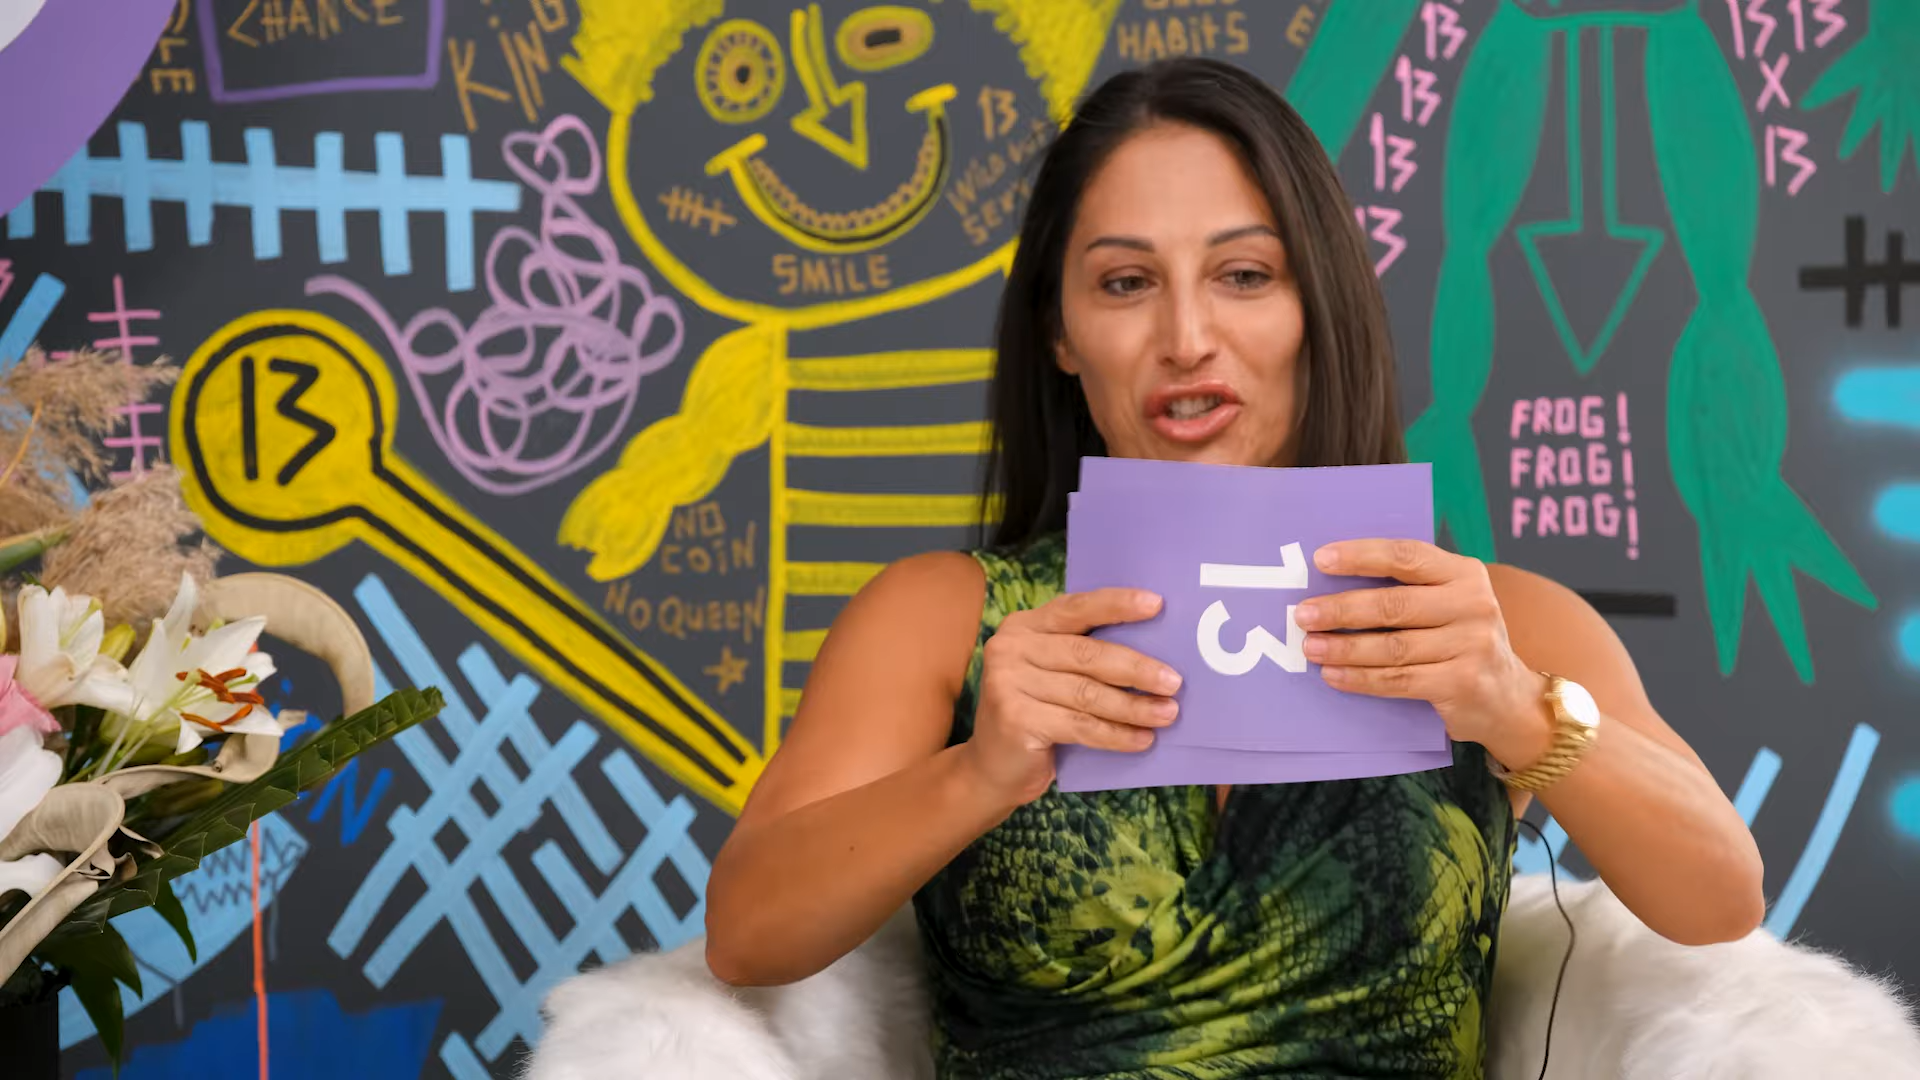 CHANCE
KING
HABITS
13
SMILE
13
NO
COIN
NO QUEEN
13
13
13
13
13 13
X
13
FROG!
FROG!
FROG!
13